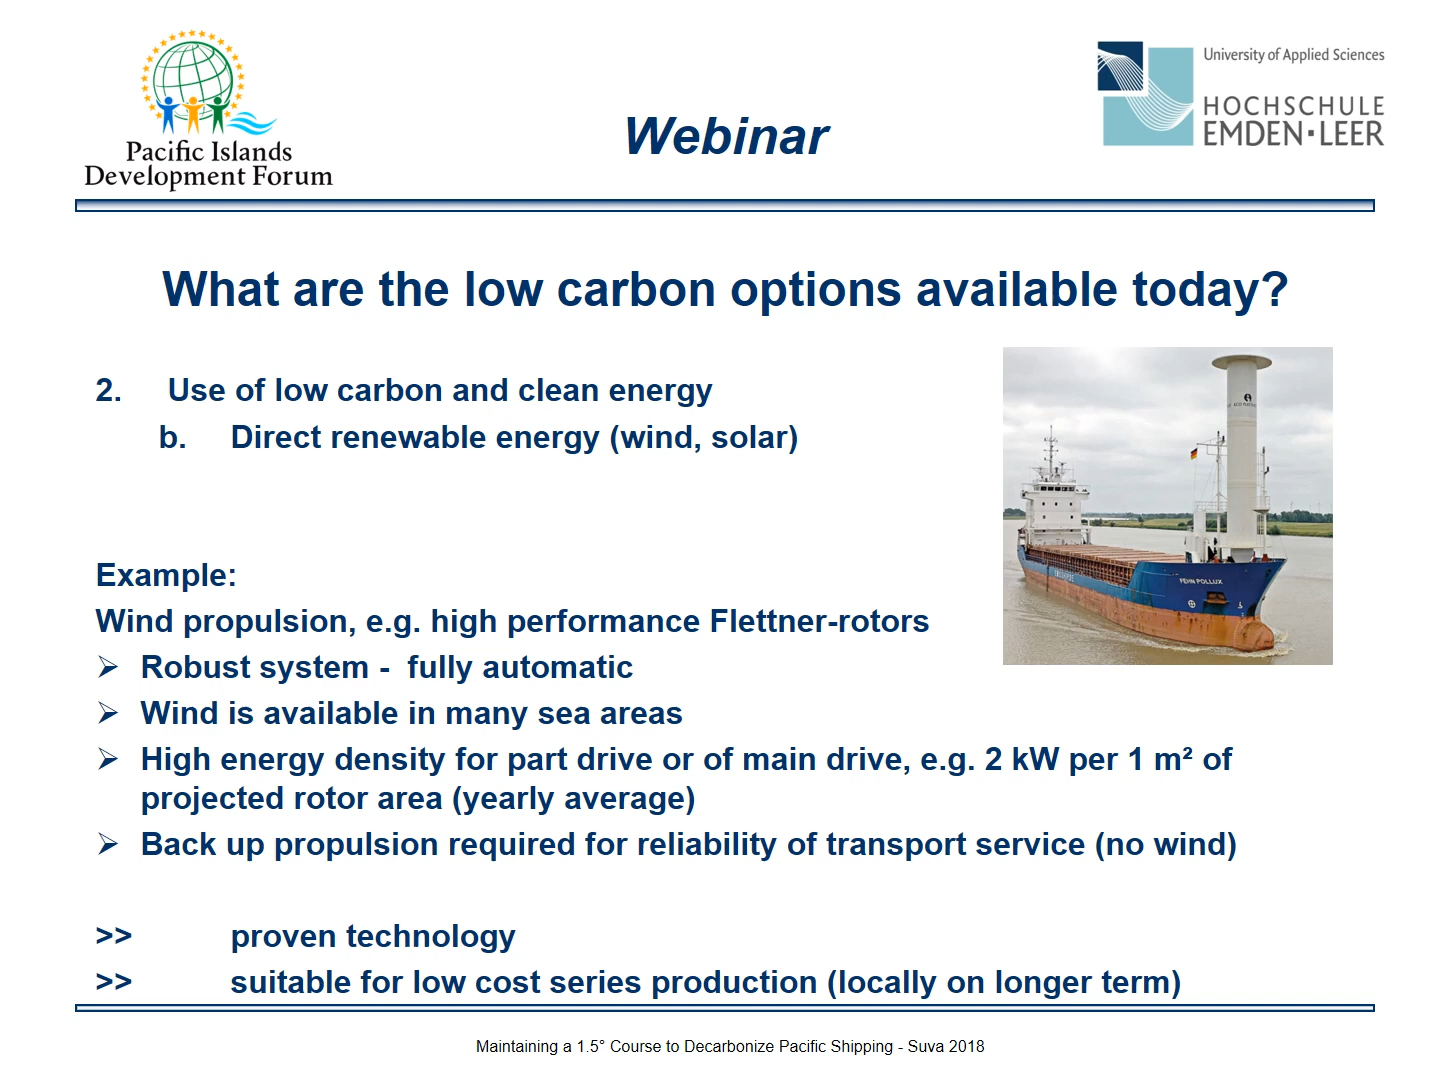 Pacific Islands
Development Forum
Webinar
University of Applied Sciences
HOCHSCHULE
EMDEN•LEER
What are the low carbon options available today?
2. Use of low carbon and clean energy
b. Direct renewable energy (wind, solar)
FEHN POLLUX
Example:
Wind propulsion, e.g. high performance Flettner-rotors
➢ Robust system -  fully automatic
➢ Wind is available in many sea areas
➢ High energy density for part drive or of main drive, e.g. 2 kW per 1 m² of
projected rotor area (yearly average)
➢ Back up propulsion required for reliability of transport service (no wind)
>> proven technology
>> suitable for low cost series production (locally on longer term)
Maintaining a 1.5° Course to Decarbonize Pacific Shipping - Suva 2018